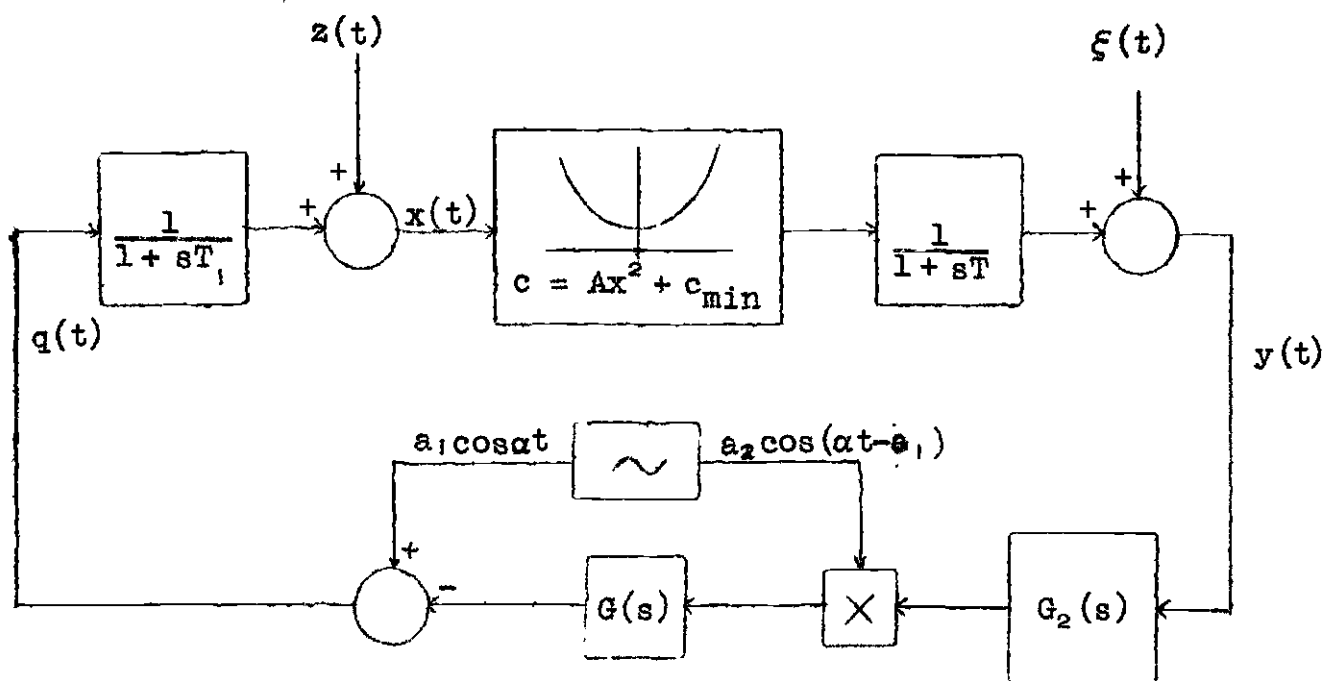 z(t)
ξ(t)
+
+
+
x(t)
+
1
1 + sT₁
c = Ax² + c_min
1
1 + sT
q(t)
y(t)
a₁cosαt
a₂cos(αt-
+
-
G(s)
×
G₂(s)